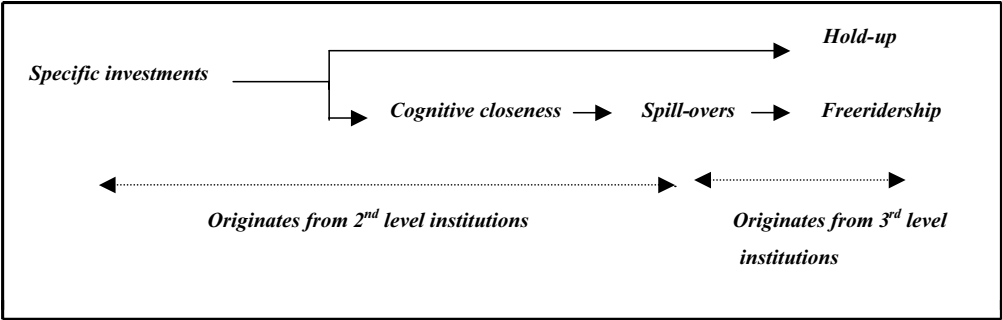 Hold-up
Specific investments
Cognitive closeness
Spill-overs
Freeridership
Originates from 2nd level institutions
Originates from 3rd level
institutions